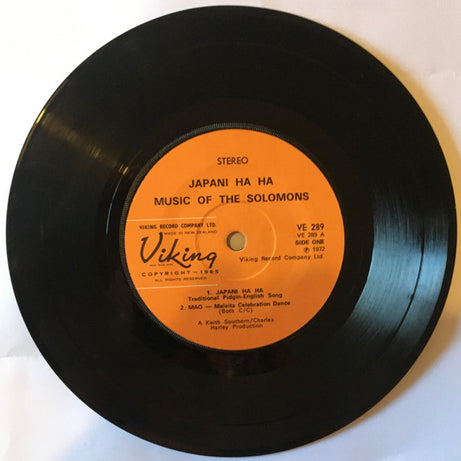 STEREO
JAPANI HA HA
MUSIC OF THE SOLOMONS
VIKING RECORD COMPANY LTD.
MADE IN NEW ZEALAND
Viking
COPYRIGHT—1965
ALL RIGHTS RESERVED
VE 289
VE 289 A
SIDE ONE
℗ 1972
Viking Record Company Ltd.
1. JAPANI HA HA
Traditional Pidgin-English Song
2. MAO — Malaita Celebration Dance
(Both C/C)
A Keith Southern/Charles
Harley Production